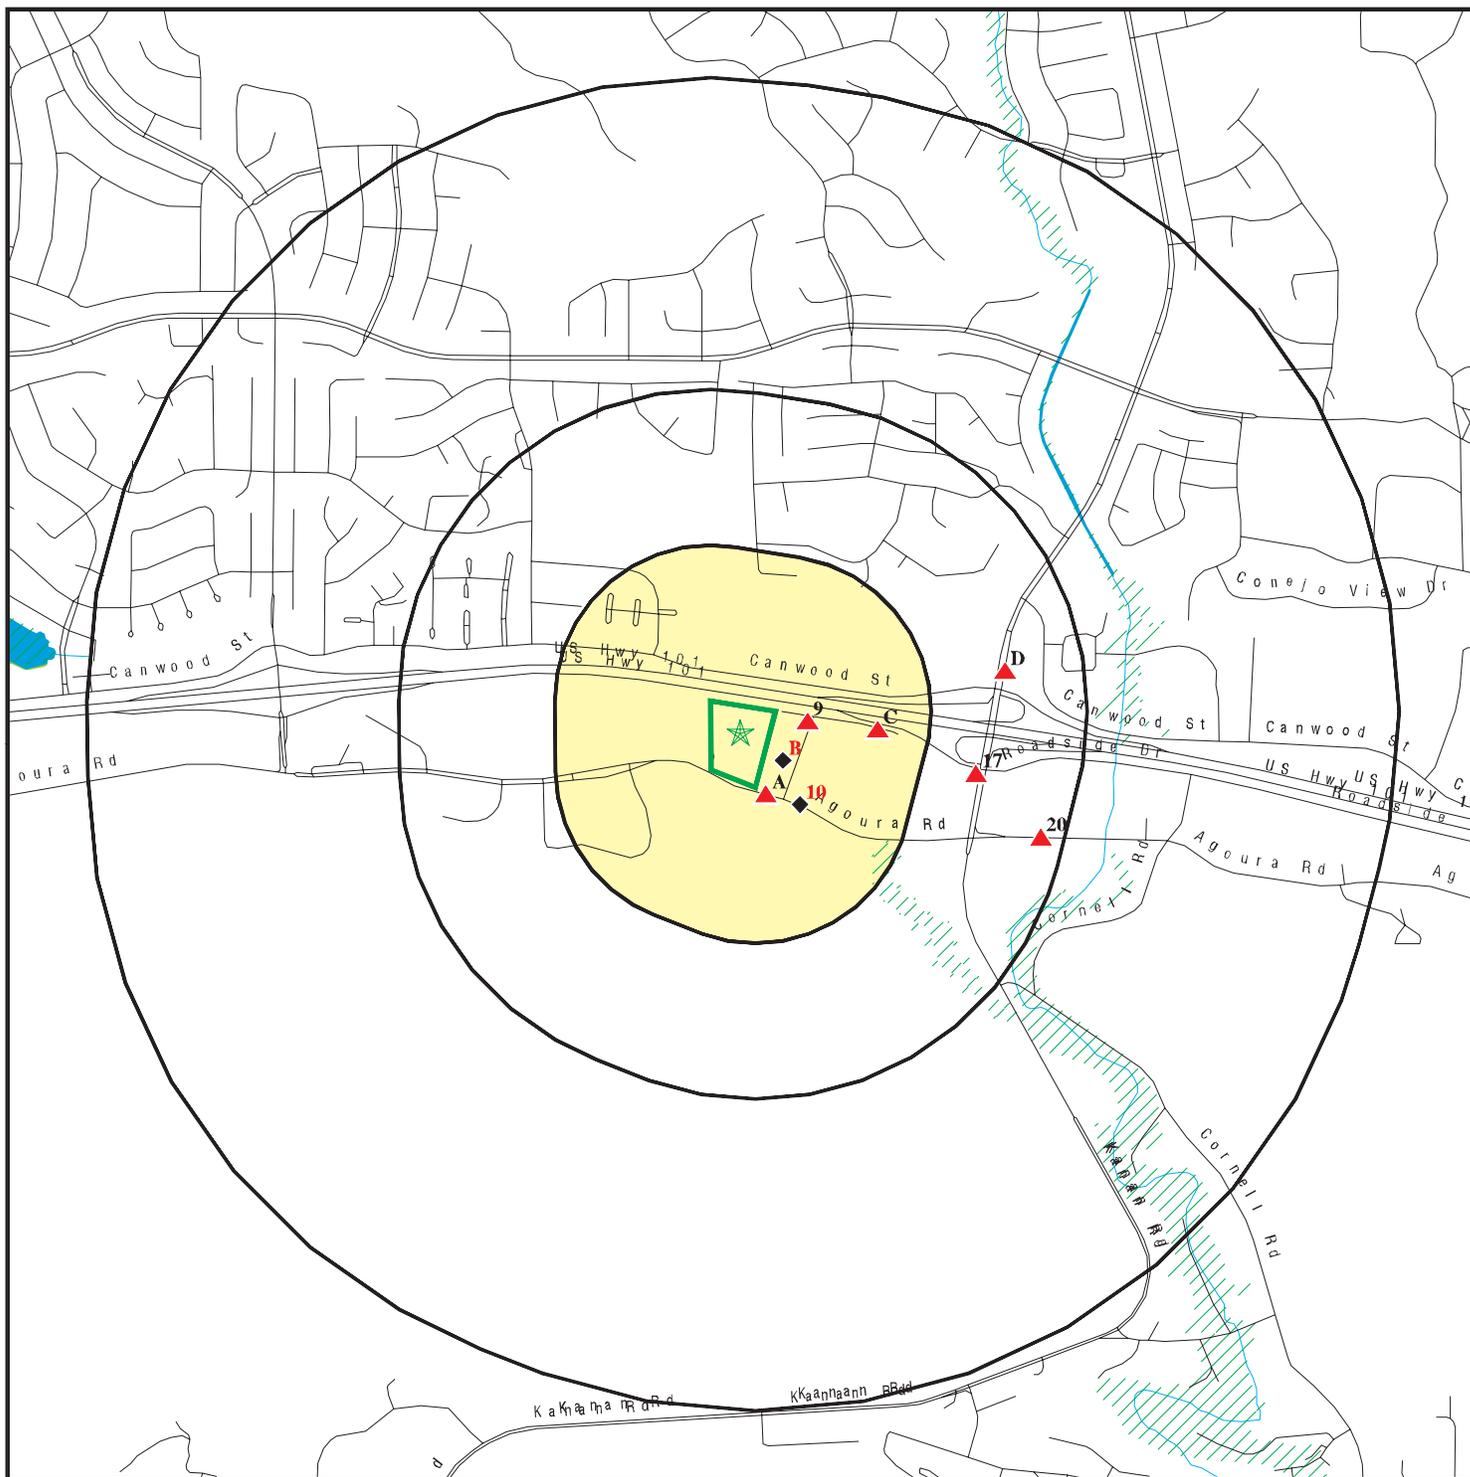 Conejo View Dr
Canwood St
US Hwy 101
US Hwy 101
Canwood St
D
Canwood St
Canwood St
9
C
B
Roadside Dr
oura Rd
17
US Hwy 101
US Hwy
A
10
Roadside
Agoura Rd
20
Agoura Rd
Ag
Cornell Rd
Kanan Rd
Cornell Rd
Kanan Rd
Kanan Rd
d